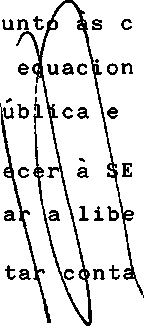 unto às c
equacion
ública e
ecer à SE
ar a libe
tar conta